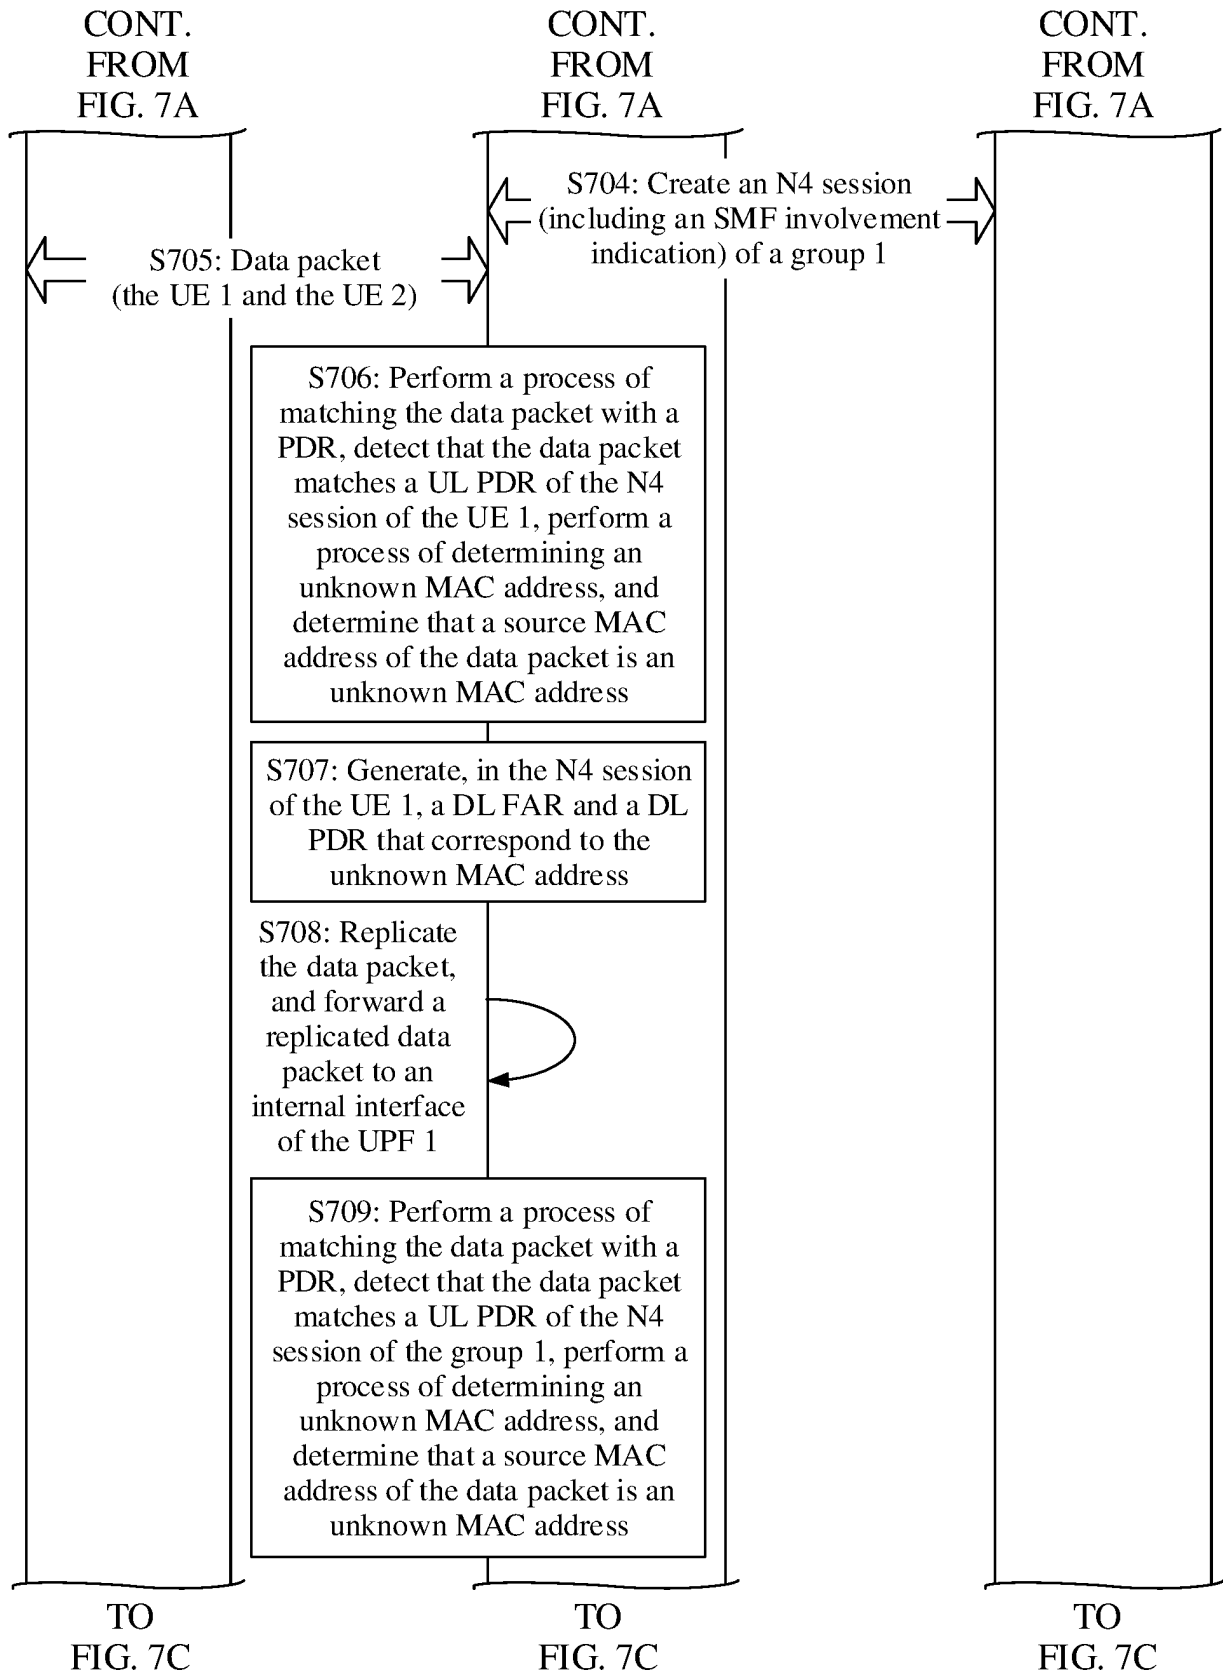 CONT.
FROM
FIG. 7A
CONT.
FROM
FIG. 7A
CONT.
FROM
FIG. 7A
S704: Create an N4 session
(including an SMF involvement
indication) of a group 1
S705: Data packet
(the UE 1 and the UE 2)
S706: Perform a process of
matching the data packet with a
PDR, detect that the data packet
matches a UL PDR of the N4
session of the UE 1, perform a
process of determining an
unknown MAC address, and
determine that a source MAC
address of the data packet is an
unknown MAC address
S707: Generate, in the N4 session
of the UE 1, a DL FAR and a DL
PDR that correspond to the
unknown MAC address
S708: Replicate
the data packet,
and forward a
replicated data
packet to an
internal interface
of the UPF 1
S709: Perform a process of
matching the data packet with a
PDR, detect that the data packet
matches a UL PDR of the N4
session of the group 1, perform a
process of determining an
unknown MAC address, and
determine that a source MAC
address of the data packet is an
unknown MAC address
TO
FIG. 7C
TO
FIG. 7C
TO
FIG. 7C